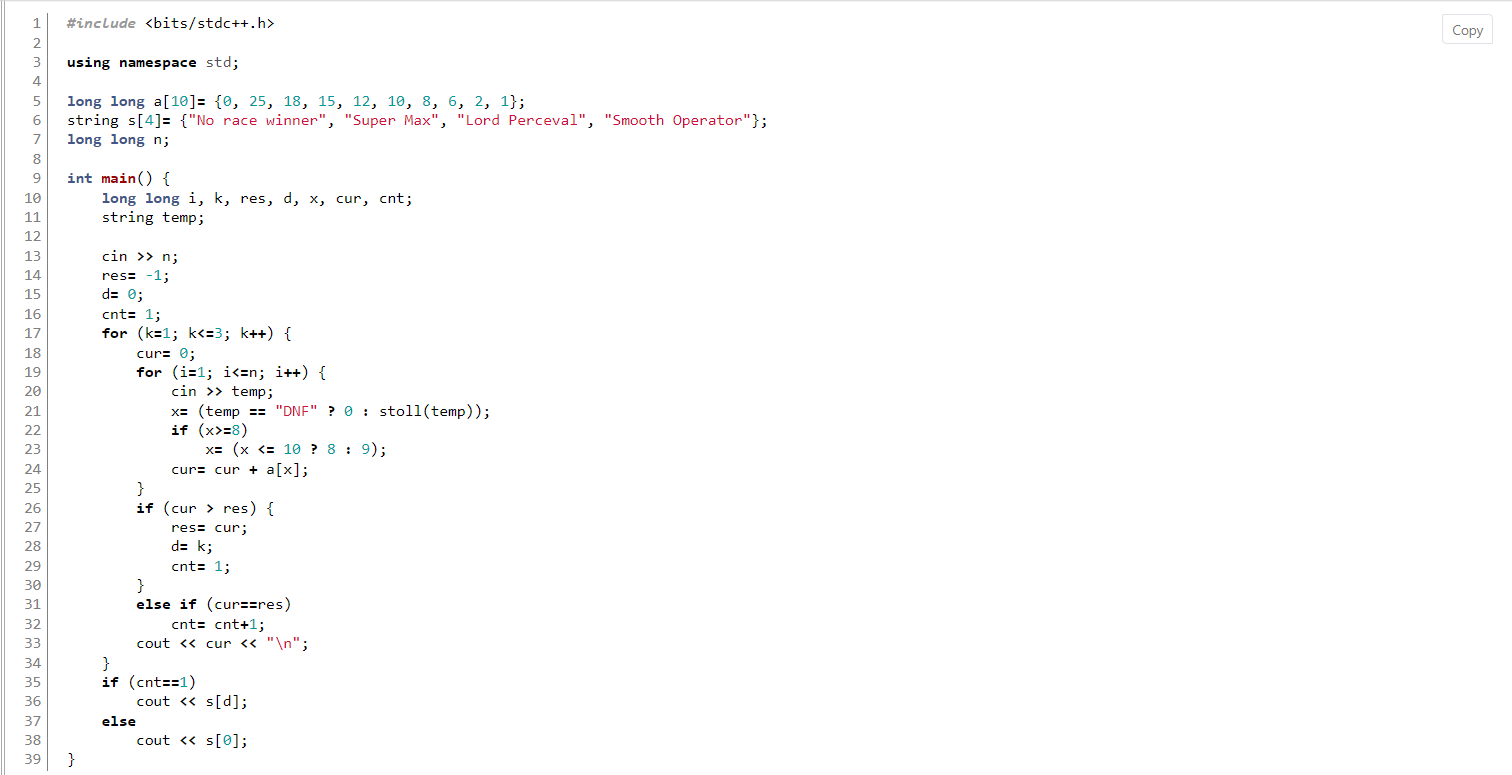 1 #include <bits/stdc++.h>
Copy
2
3 using namespace std;
4
5 long long a[10]= {0, 25, 18, 15, 12, 10, 8, 6, 2, 1};
6 string s[4]= {"No race winner", "Super Max", "Lord Perceval", "Smooth Operator"};
7 long long n;
8
9 int main() {
10     long long i, k, res, d, x, cur, cnt;
11     string temp;
12
13     cin >> n;
14     res= -1;
15     d= 0;
16     cnt= 1;
17     for (k=1; k<=3; k++) {
18         cur= 0;
19         for (i=1; i<=n; i++) {
20             cin >> temp;
21             x= (temp == "DNF" ? 0 : stoll(temp));
22             if (x>=8)
23                 x= (x <= 10 ? 8 : 9);
24             cur= cur + a[x];
25         }
26         if (cur > res) {
27             res= cur;
28             d= k;
29             cnt= 1;
30         }
31         else if (cur==res)
32             cnt= cnt+1;
33         cout << cur << "\n";
34     }
35     if (cnt==1)
36         cout << s[d];
37     else
38         cout << s[0];
39 }